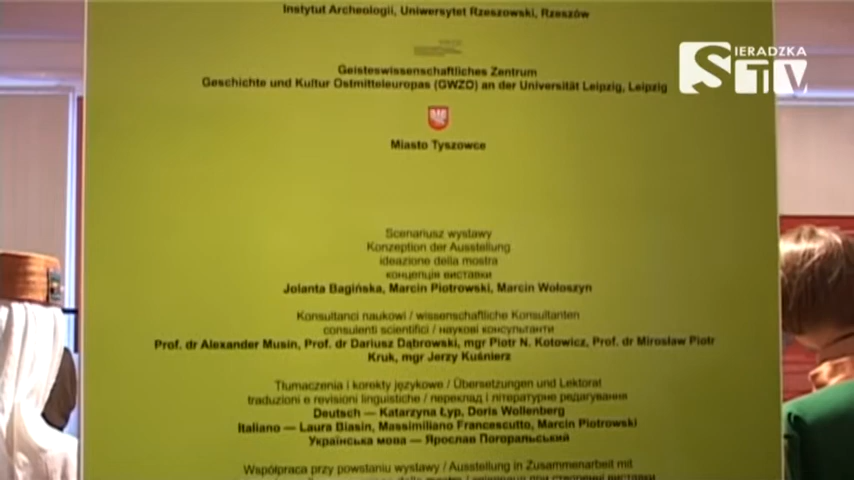 Instytut Archeologii, Uniwersytet Rzeszowski, Rzeszów
SIERADZKA
TV
Geisteswissenschaftliches Zentrum
Geschichte und Kultur Ostmitteleuropas (GWZO) an der Universität Leipzig, Leipzig
Miasto Tyszowce
Scenariusz wystawy
Konzeption der Ausstellung
ideazione della mostra
концепція виставки
Jolanta Bagińska, Marcin Piotrowski, Marcin Wołoszyn
Konsultanci naukowi / wissenschaftliche Konsultanten
consulenti scientifici / наукові консультанти
Prof. dr Alexander Musin, Prof. dr Dariusz Dąbrowski, mgr Piotr N. Kotowicz, Prof. dr Mirosław Piotr
Kruk, mgr Jerzy Kuśnierz
Tłumaczenia i korekty językowe / Übersetzungen und Lektorat
traduzioni e revisioni linguistiche / переклад і літературне редагування
Deutsch — Katarzyna Łyp, Doris Wollenberg
Italiano — Laura Biasin, Massimiliano Francescutto, Marcin Piotrowski
Українська мова — Ярослав Погоральський
Współpraca przy powstaniu wystawy / Ausstellung in Zusammenarbeit mit